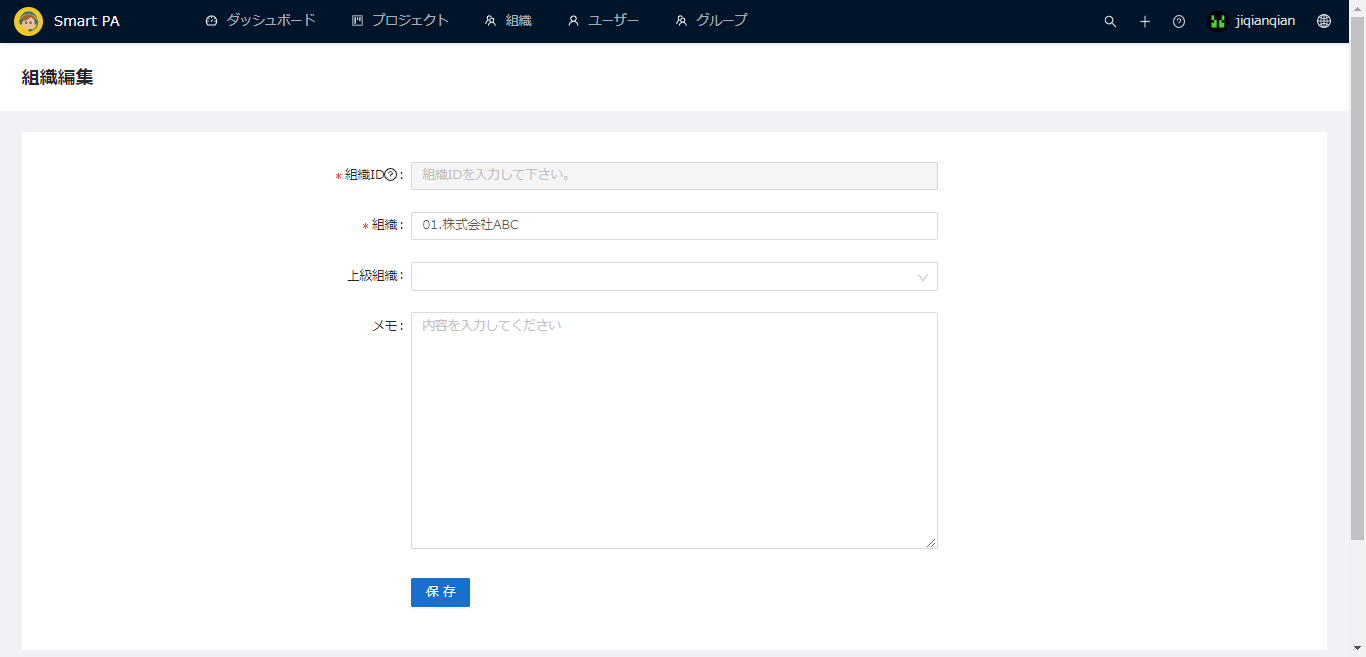 Smart PA ダッシュボード プロジェクト 組織 ユーザー グループ jiqianqian
組織編集
* 組織ID? : 組織IDを入力して下さい。
* 組織 : 01.株式会社ABC
上級組織 :
メモ : 内容を入力してください
保 存